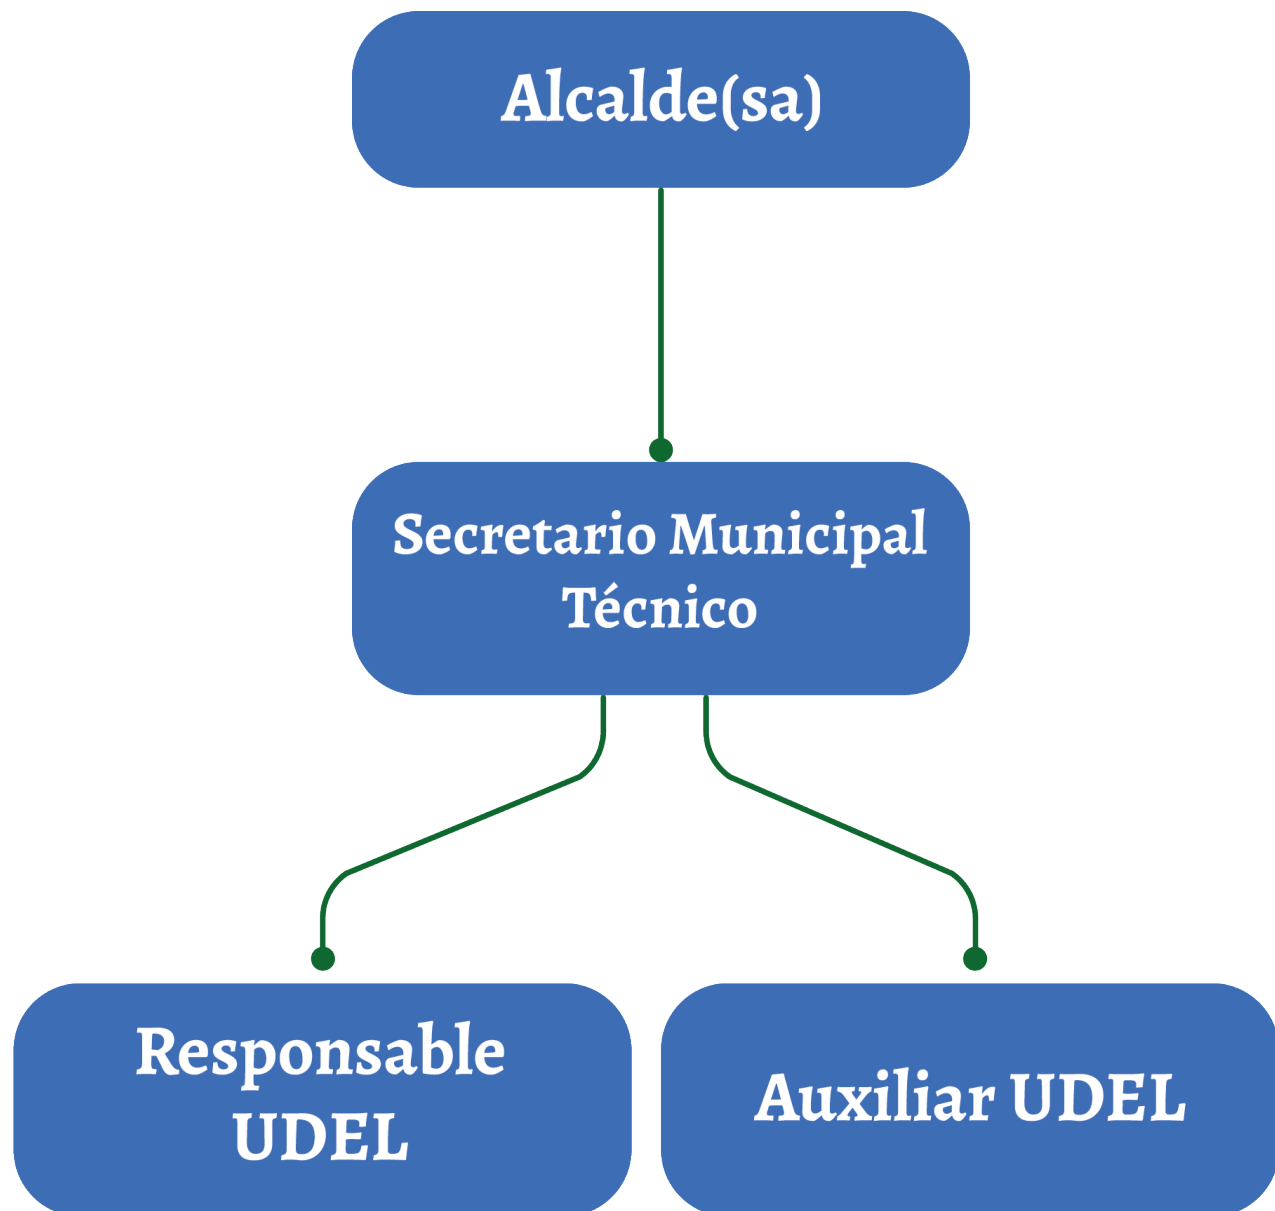 Alcalde(sa)
Secretario Municipal
Técnico
Responsable
UDEL
Auxiliar UDEL